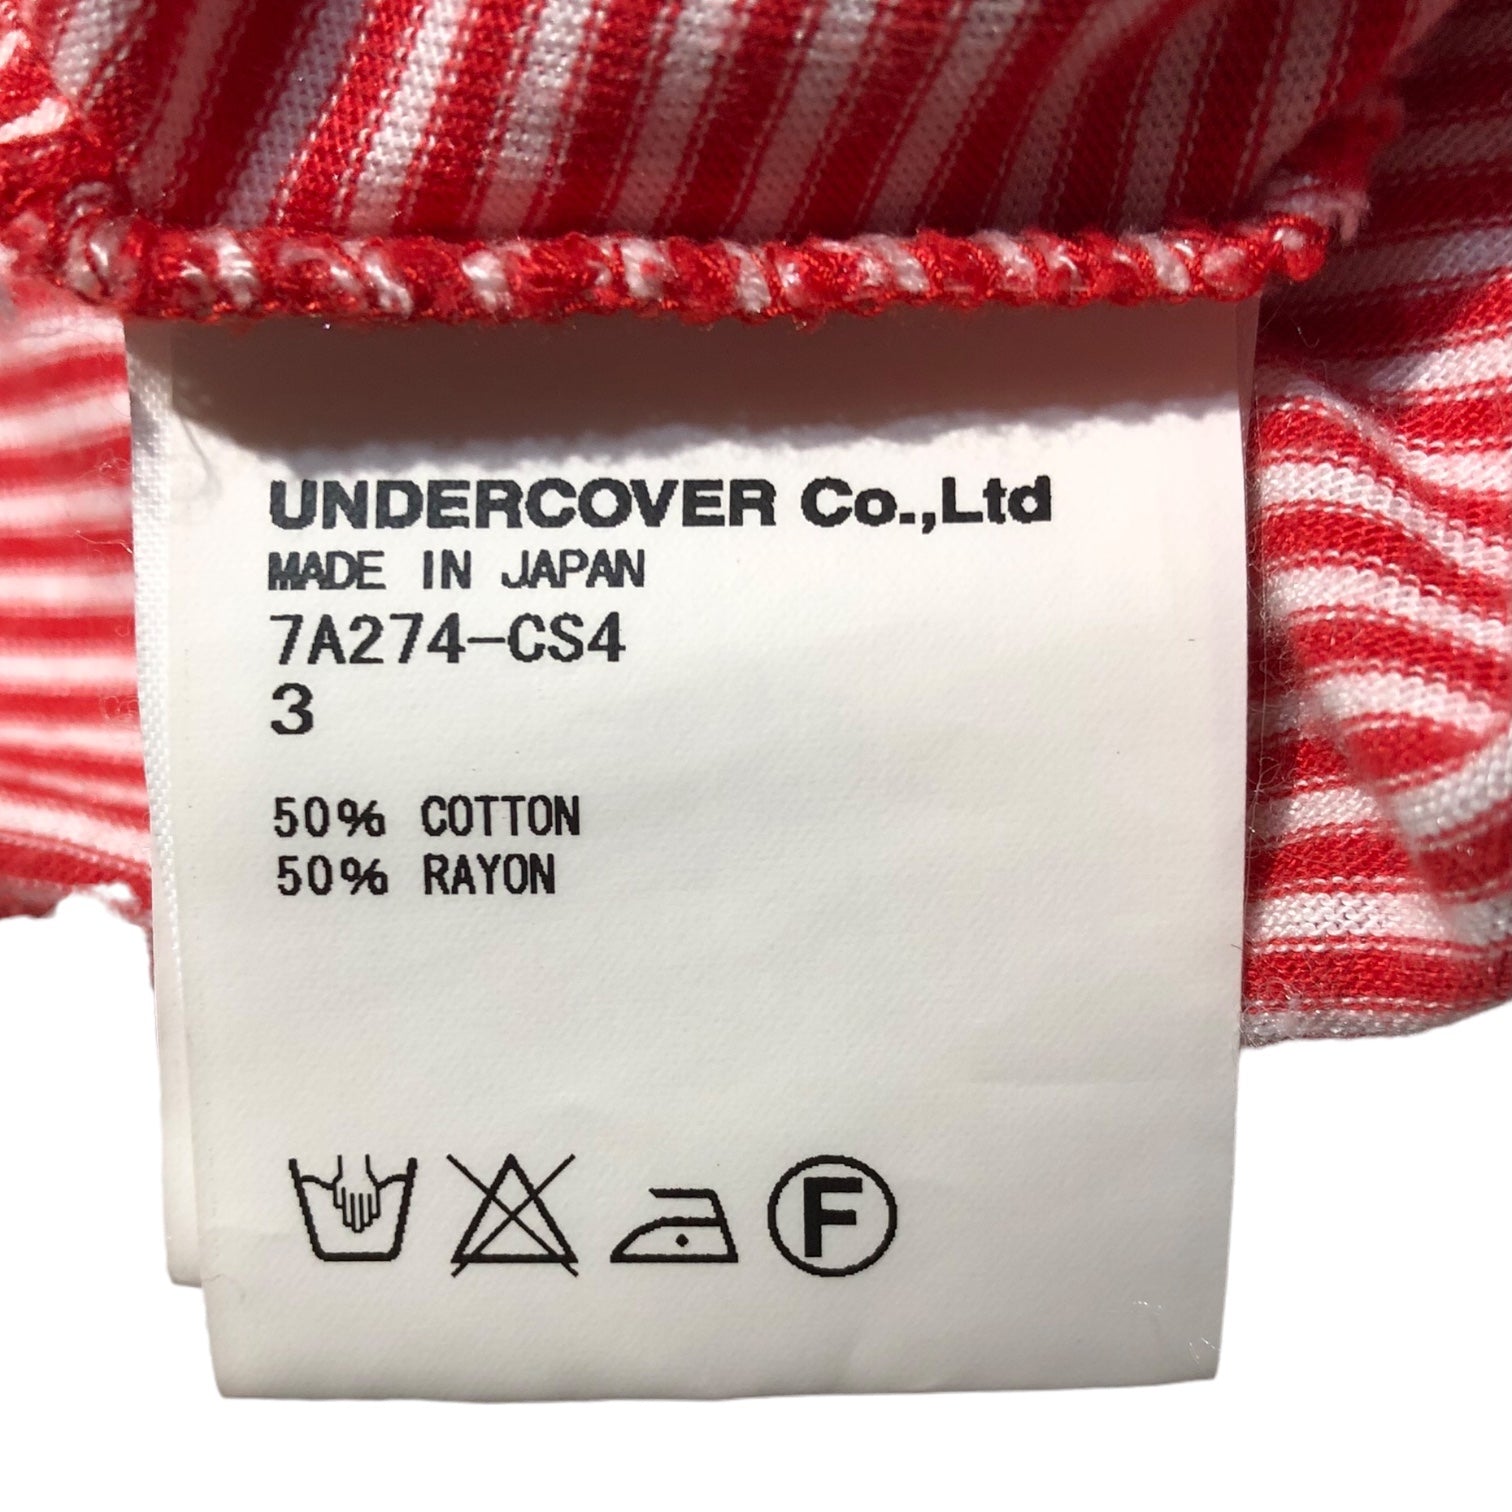 UNDERCOVER Co.,Ltd
MADE IN JAPAN
7A274-CS4
3
50% COTTON
50% RAYON
F